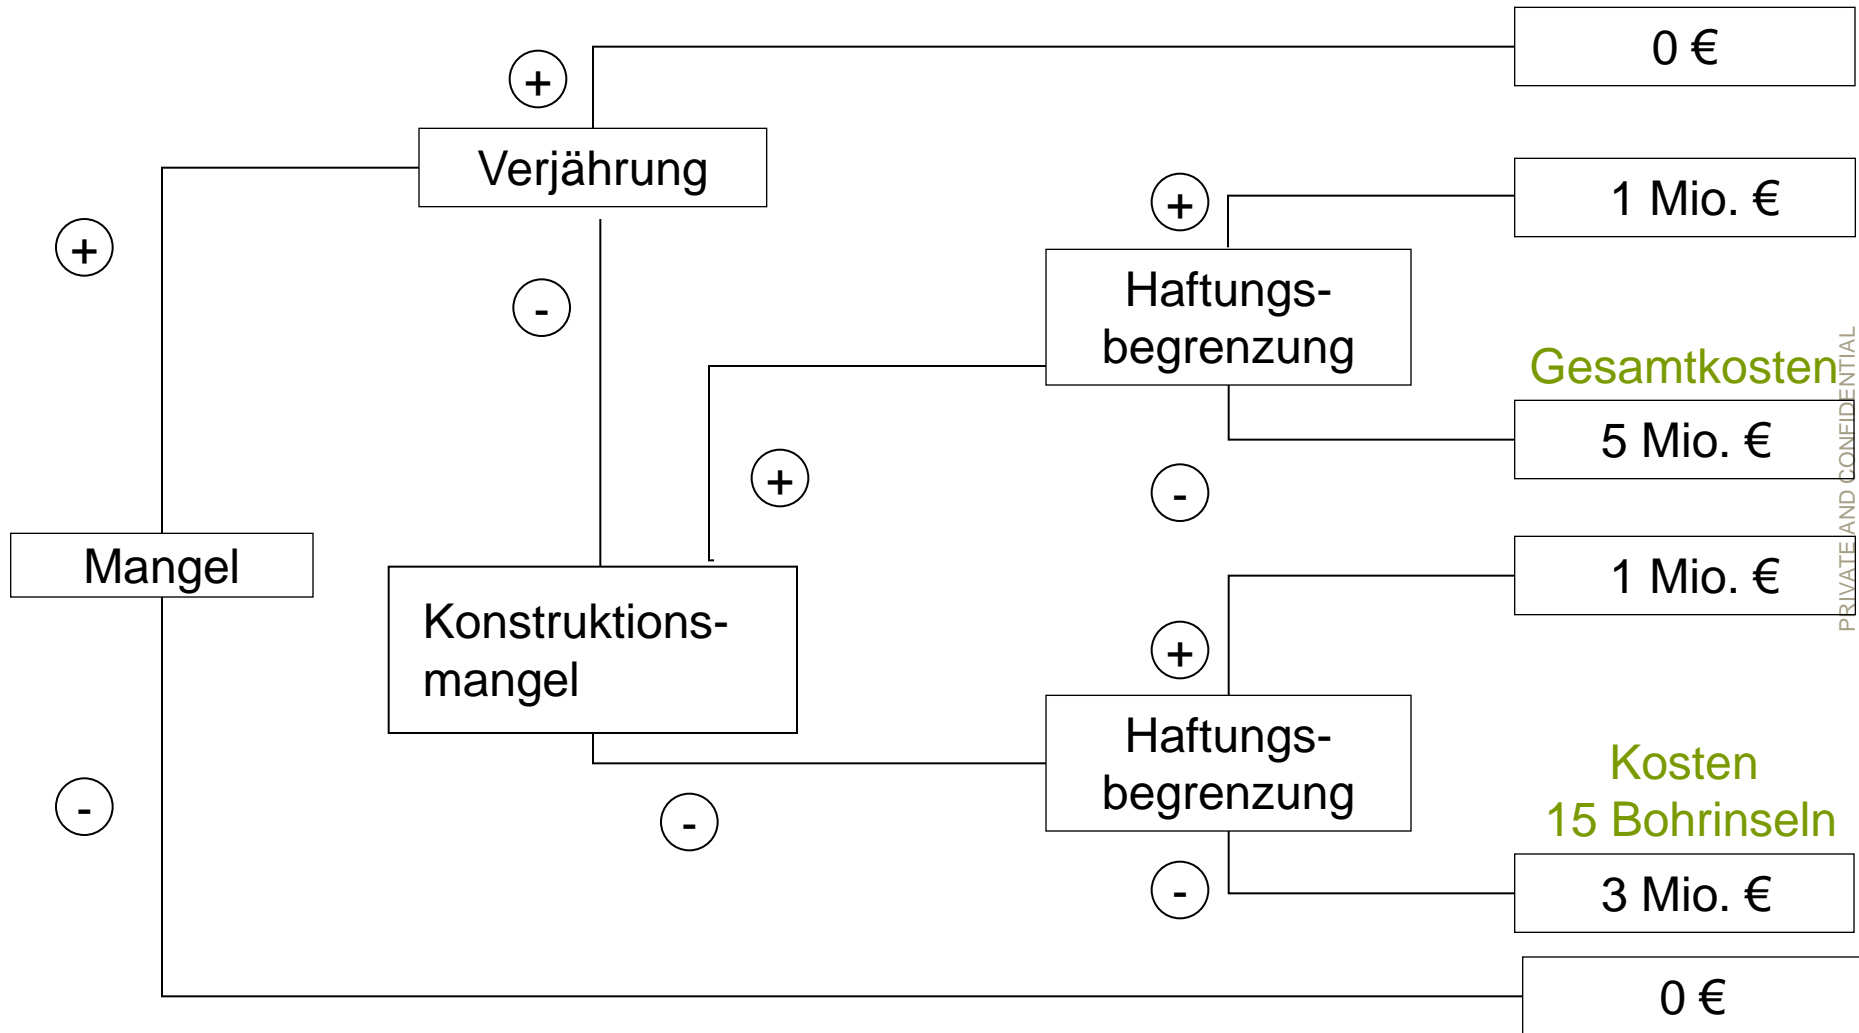 0 €
+
Verjährung
1 Mio. €
+
+
Haftungs-
begrenzung
-
Gesamtkosten
5 Mio. €
+
-
Mangel
1 Mio. €
Konstruktions-
mangel
+
Haftungs-
begrenzung
Kosten
15 Bohrinseln
-
-
-
3 Mio. €
0 €
PRIVATE AND CONFIDENTIAL